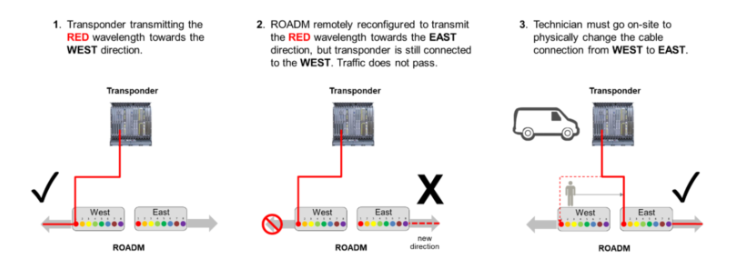 1. Transponder transmitting the
RED wavelength towards the
WEST direction.
2. ROADM remotely reconfigured to transmit
the RED wavelength towards the EAST
direction, but transponder is still connected
to the WEST. Traffic does not pass.
3. Technician must go on-site to
physically change the cable
connection from WEST to EAST.
Transponder
Transponder
Transponder
West East
West East
West East
new
direction
ROADM
ROADM
ROADM